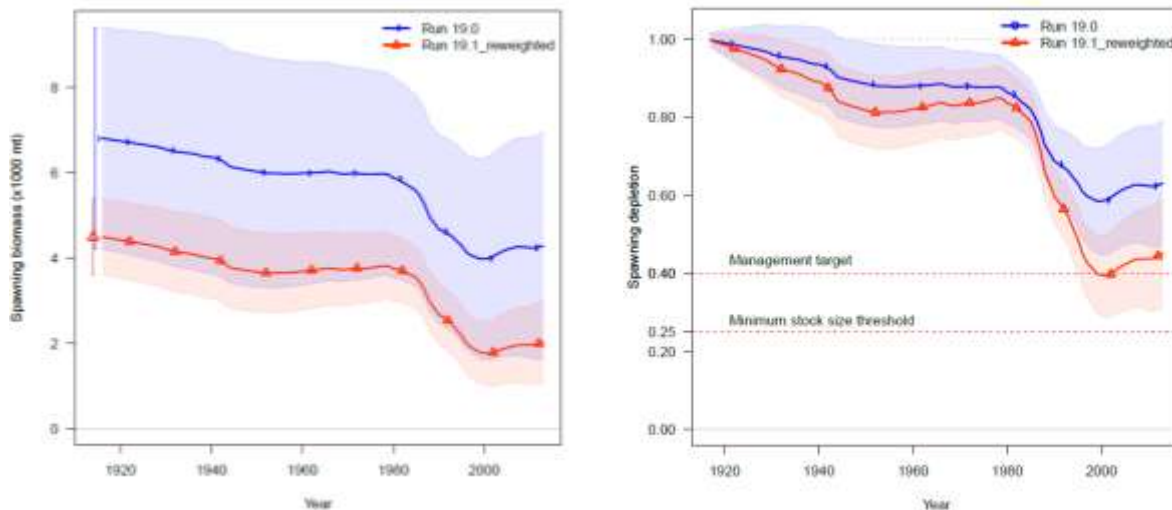 Run 19.0
Run 19.1_reweighted
Spawning biomass (x1000 mt)
8
6
4
2
0
1920
1940
1960
1980
2000
Year
Run 19.0
Run 19.1_reweighted
Spawning depletion
1.00
0.80
0.60
0.40
0.25
0.20
0.00
Management target
Minimum stock size threshold
1920
1940
1960
1980
2000
Year